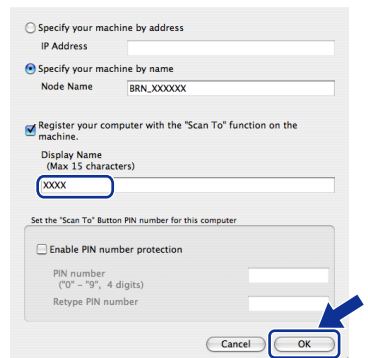 Specify your machine by address
IP Address
Specify your machine by name
Node Name BRN_XXXXXX
Register your computer with the "Scan To" function on the
machine.
Display Name
(Max 15 characters)
XXXX
Set the "Scan To" Button PIN number for this computer
Enable PIN number protection
PIN number
("0" – "9", 4 digits)
Retype PIN number
Cancel OK